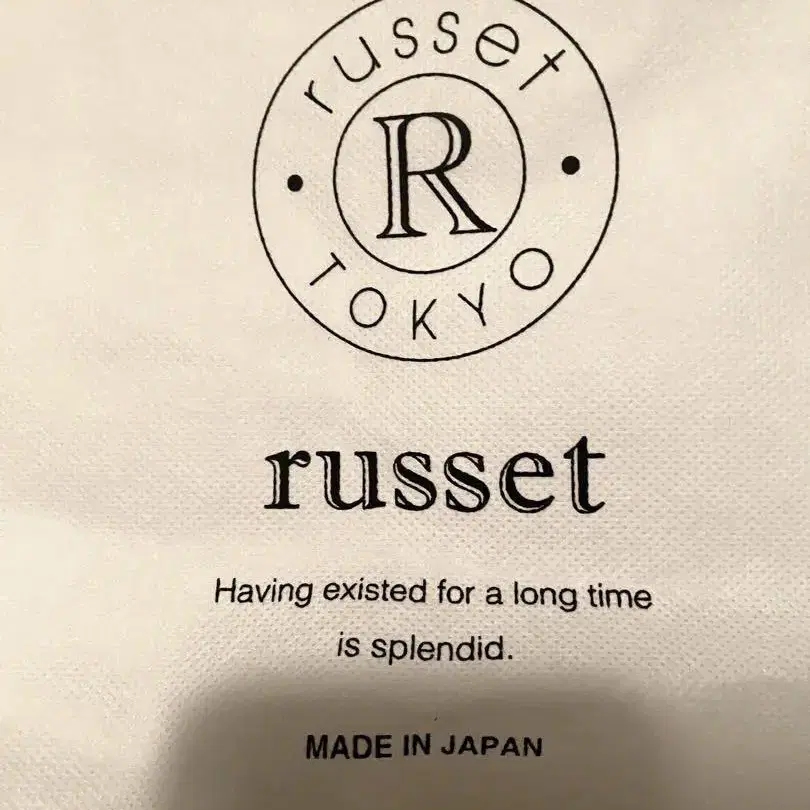 russet
R
TOKYO
russet
Having existed for a long time
is splendid.
MADE IN JAPAN